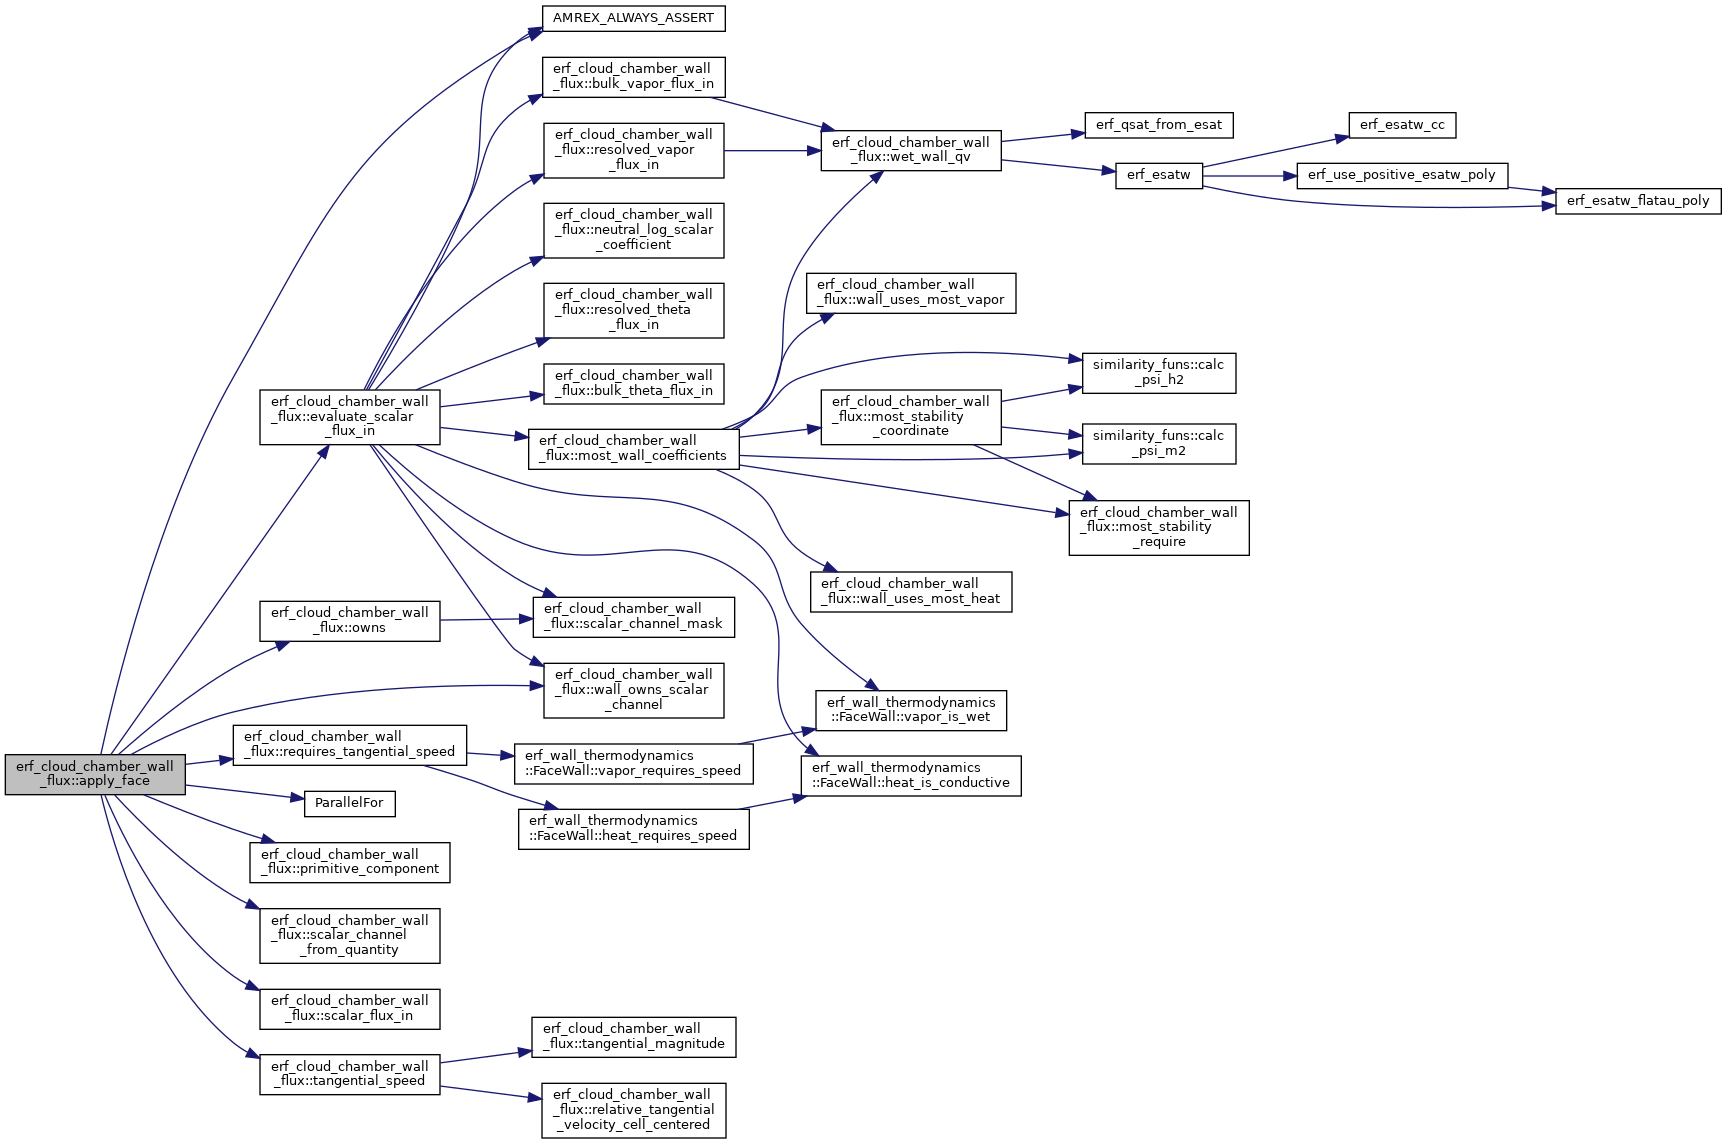 AMREX_ALWAYS_ASSERT
erf_cloud_chamber_wall
_flux::bulk_vapor_flux_in
erf_cloud_chamber_wall
_flux::resolved_vapor
_flux_in
erf_cloud_chamber_wall
_flux::wet_wall_qv
erf_qsat_from_esat
erf_esatw_cc
erf_esatw
erf_use_positive_esatw_poly
erf_esatw_flatau_poly
erf_cloud_chamber_wall
_flux::neutral_log_scalar
_coefficient
erf_cloud_chamber_wall
_flux::resolved_theta
_flux_in
erf_cloud_chamber_wall
_flux::wall_uses_most_vapor
erf_cloud_chamber_wall
_flux::bulk_theta_flux_in
similarity_funs::calc
_psi_h2
erf_cloud_chamber_wall
_flux::evaluate_scalar
_flux_in
erf_cloud_chamber_wall
_flux::most_wall_coefficients
erf_cloud_chamber_wall
_flux::most_stability
_coordinate
similarity_funs::calc
_psi_m2
erf_cloud_chamber_wall
_flux::most_stability
_require
erf_cloud_chamber_wall
_flux::wall_uses_most_heat
erf_cloud_chamber_wall
_flux::owns
erf_cloud_chamber_wall
_flux::scalar_channel_mask
erf_cloud_chamber_wall
_flux::wall_owns_scalar
_channel
erf_wall_thermodynamics
::FaceWall::vapor_is_wet
erf_cloud_chamber_wall
_flux::apply_face
erf_cloud_chamber_wall
_flux::requires_tangential_speed
erf_wall_thermodynamics
::FaceWall::vapor_requires_speed
erf_wall_thermodynamics
::FaceWall::heat_is_conductive
ParallelFor
erf_wall_thermodynamics
::FaceWall::heat_requires_speed
erf_cloud_chamber_wall
_flux::primitive_component
erf_cloud_chamber_wall
_flux::scalar_channel
_from_quantity
erf_cloud_chamber_wall
_flux::scalar_flux_in
erf_cloud_chamber_wall
_flux::tangential_speed
erf_cloud_chamber_wall
_flux::tangential_magnitude
erf_cloud_chamber_wall
_flux::relative_tangential
_velocity_cell_centered